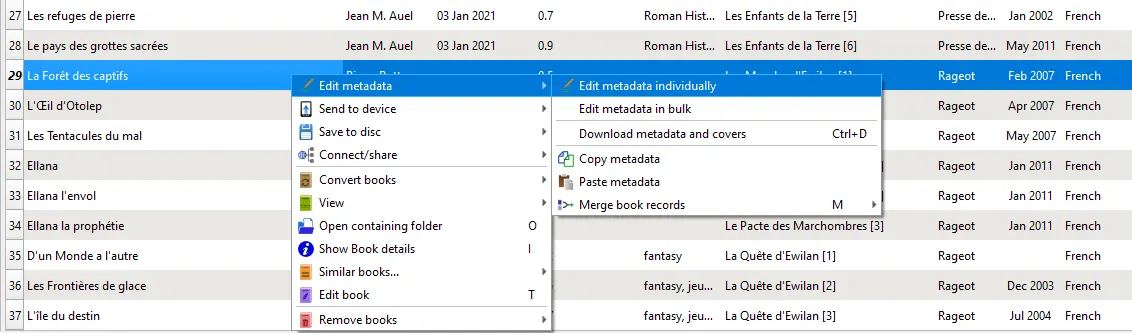 27 Les refuges de pierre Jean M. Auel 03 Jan 2021 0.7 Roman Hist... Les Enfants de la Terre [5] Presse de... Jan 2002 French
28 Le pays des grottes sacrées Jean M. Auel 03 Jan 2021 0.9 Roman Hist... Les Enfants de la Terre [6] Presse de... May 2011 French
29 La Forêt des captifs Rageot Feb 2007 French
Edit metadata Edit metadata individually
30 L'Œil d'Otolep Send to device Edit metadata in bulk Rageot Apr 2007 French
31 Les Tentacules du mal Save to disc Download metadata and covers Ctrl+D Rageot May 2007 French
32 Ellana Connect/share Copy metadata Rageot Jan 2011 French
33 Ellana l'envol Convert books Paste metadata Rageot Jan 2011 French
View Merge book records M
34 Ellana la prophétie Open containing folder O Le Pacte des Marchombres [3] Rageot Jan 2011 French
35 D'un Monde a l'autre Show Book details I fantasy La Quête d'Ewilan [1] Rageot French
Similar books...
36 Les Frontières de glace Edit book T fantasy, jeu... La Quête d'Ewilan [2] Rageot Dec 2003 French
37 L'île du destin Remove books fantasy, jeu... La Quête d'Ewilan [3] Rageot Jul 2004 French